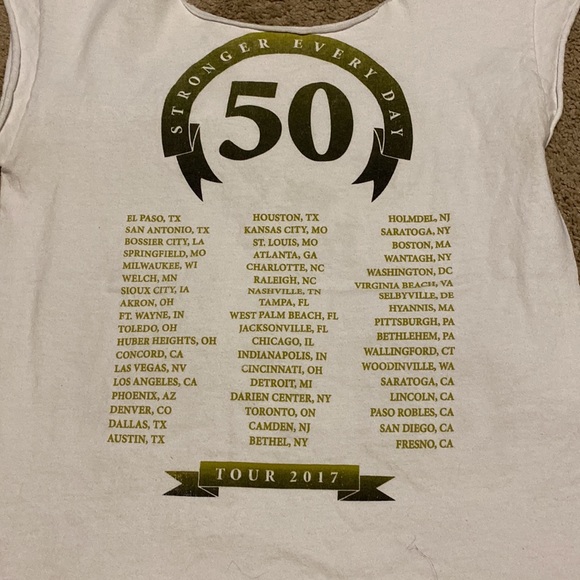 STRONGER EVERY DAY
50
EL PASO, TX
SAN ANTONIO, TX
BOSSIER CITY, LA
SPRINGFIELD, MO
MILWAUKEE, WI
WELCH, MN
SIOUX CITY, IA
AKRON, OH
FT. WAYNE, IN
TOLEDO, OH
HUBER HEIGHTS, OH
CONCORD, CA
LAS VEGAS, NV
LOS ANGELES, CA
PHOENIX, AZ
DENVER, CO
DALLAS, TX
AUSTIN, TX
HOUSTON, TX
KANSAS CITY, MO
ST. LOUIS, MO
ATLANTA, GA
CHARLOTTE, NC
RALEIGH, NC
NASHVILLE, TN
TAMPA, FL
WEST PALM BEACH, FL
JACKSONVILLE, FL
CHICAGO, IL
INDIANAPOLIS, IN
CINCINNATI, OH
DETROIT, MI
DARIEN CENTER, NY
TORONTO, ON
CAMDEN, NJ
BETHEL, NY
HOLMDEL, NJ
SARATOGA, NY
BOSTON, MA
WANTAGH, NY
WASHINGTON, DC
VIRGINIA BEACH, VA
SELBYVILLE, DE
HYANNIS, MA
PITTSBURGH, PA
BETHLEHEM, PA
WALLINGFORD, CT
WOODINVILLE, WA
SARATOGA, CA
LINCOLN, CA
PASO ROBLES, CA
SAN DIEGO, CA
FRESNO, CA
TOUR 2017